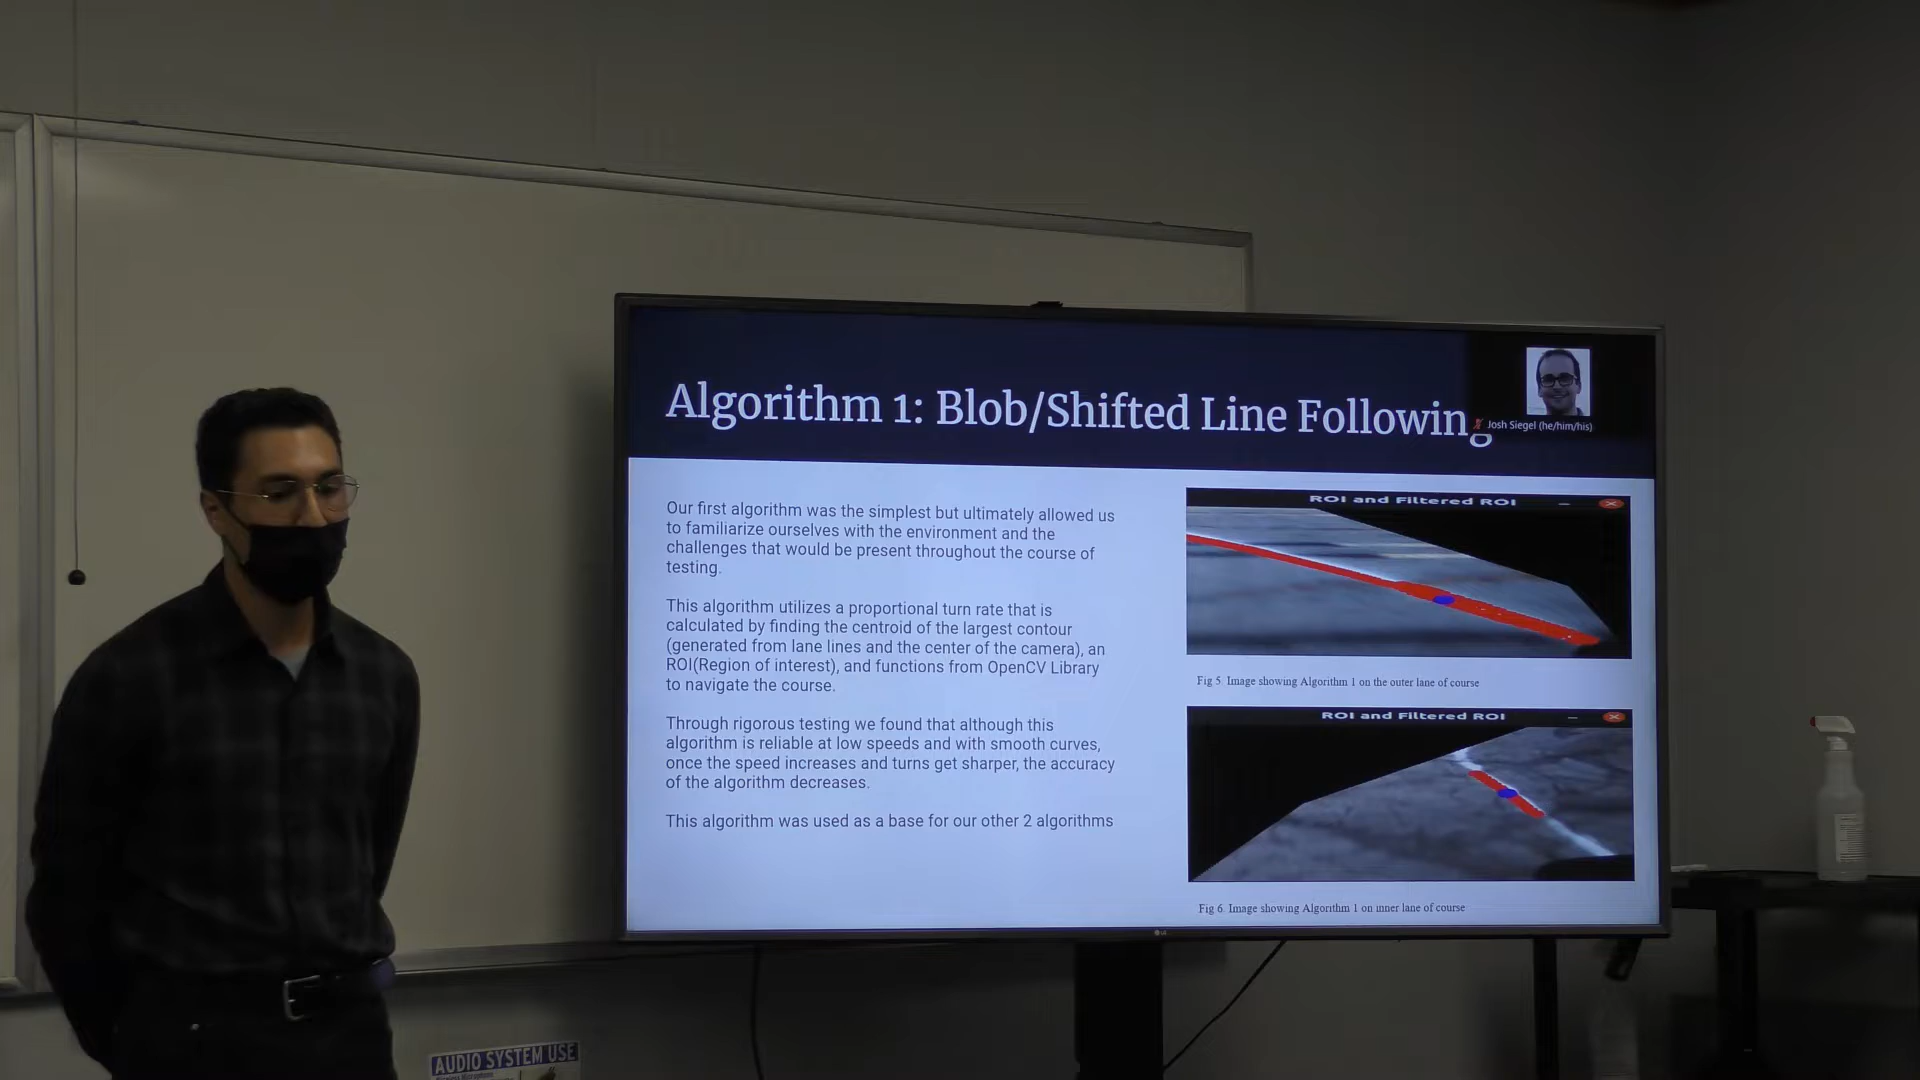 Algorithm 1: Blob/Shifted Line Following
Josh Siegel (he/him/his)
Our first algorithm was the simplest but ultimately allowed us
to familiarize ourselves with the environment and the
challenges that would be present throughout the course of
testing.
This algorithm utilizes a proportional turn rate that is
calculated by finding the centroid of the largest contour
(generated from lane lines and the center of the camera), an
ROI(Region of interest), and functions from OpenCV Library
to navigate the course.
Through rigorous testing we found that although this
algorithm is reliable at low speeds and with smooth curves,
once the speed increases and turns get sharper, the accuracy
of the algorithm decreases.
This algorithm was used as a base for our other 2 algorithms
ROI and Filtered ROI
Fig 5. Image showing Algorithm 1 on the outer lane of course
ROI and Filtered ROI
Fig 6. Image showing Algorithm 1 on inner lane of course
LG
AUDIO SYSTEM USE